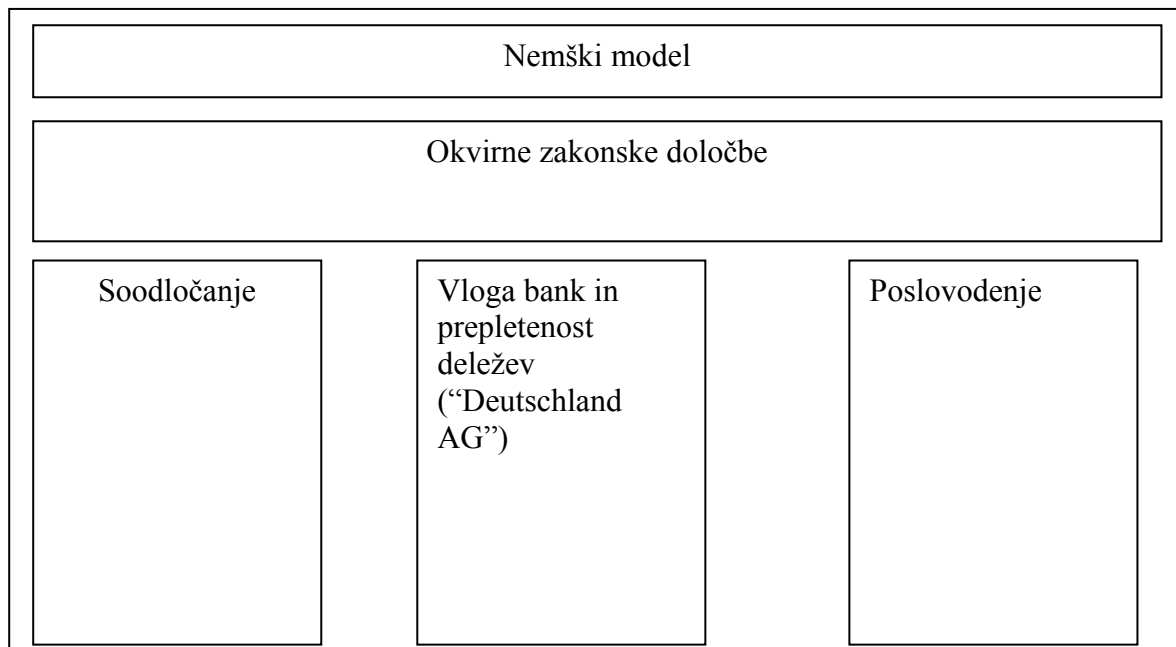 Nemški model
Okvirne zakonske določbe
Soodločanje
Vloga bank in
prepletenost
deležev
(“Deutschland
AG”)
Poslovodenje